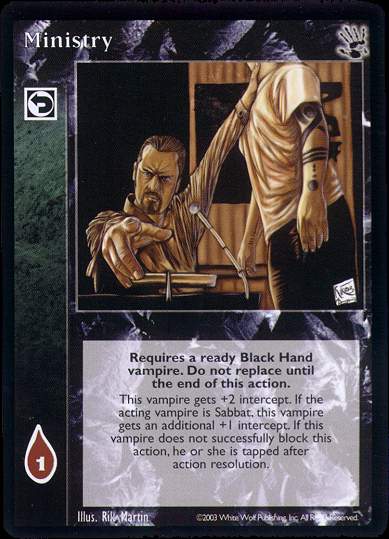 Ministry
Requires a ready Black Hand
vampire. Do not replace until
the end of this action.
This vampire gets +2 intercept. If the
acting vampire is Sabbat, this vampire
gets an additional +1 intercept. If this
vampire does not successfully block this
action, he or she is tapped after
action resolution.
1
Illus. Rik Martin
©2003 White Wolf Publishing, Inc. All Rights Reserved.